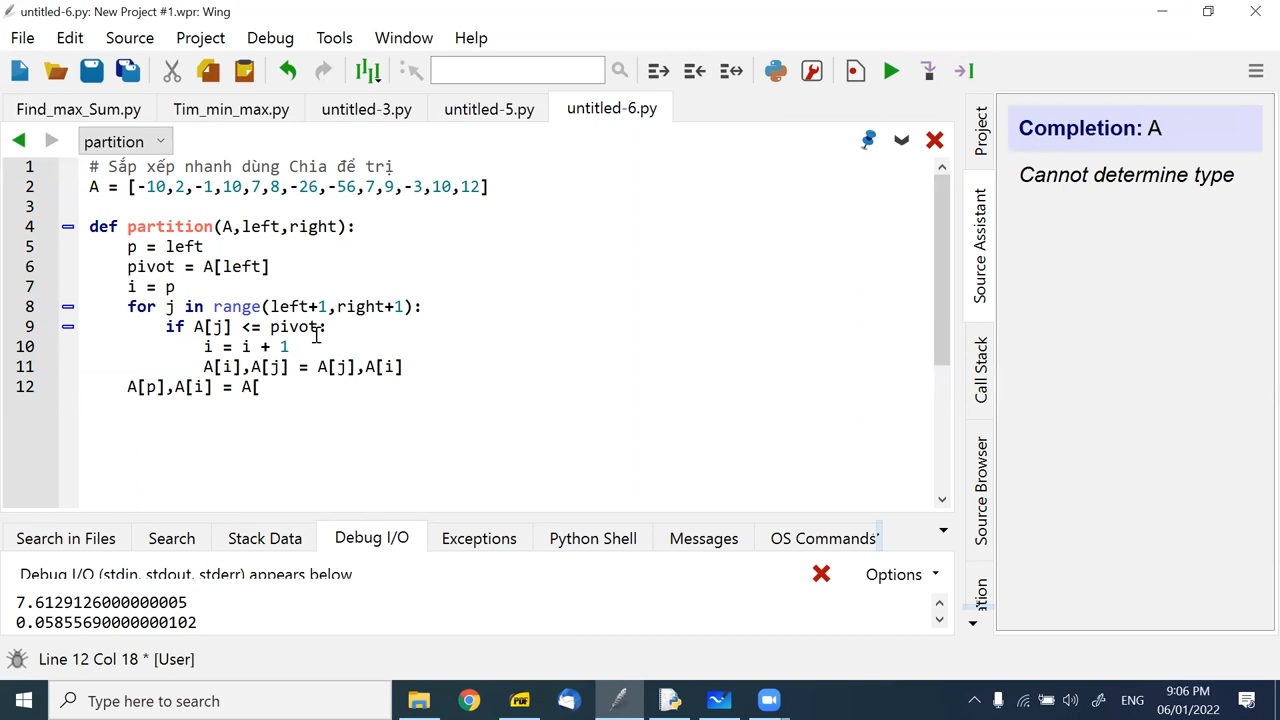 untitled-6.py: New Project #1.wpr: Wing
File Edit Source Project Debug Tools Window Help
Find_max_Sum.py Tim_min_max.py untitled-3.py untitled-5.py untitled-6.py
partition
1 # Sắp xếp nhanh dùng Chia để trị
2 A = [-10,2,-1,10,7,8,-26,-56,7,9,-3,10,12]
3
4 def partition(A,left,right):
5 p = left
6 pivot = A[left]
7 i = p
8 for j in range(left+1,right+1):
9 if A[j] <= pivot:
10 i = i + 1
11 A[i],A[j] = A[j],A[i]
12 A[p],A[i] = A[
Project
Source Assistant
Call Stack
Source Browser
Completion: A
Cannot determine type
Search in Files Search Stack Data Debug I/O Exceptions Python Shell Messages OS Commands
Debug I/O (stdin, stdout, stderr) appears below Options
7.6129126000000005
0.05855690000000102
Line 12 Col 18 * [User]
Type here to search
PDF
ENG
9:06 PM
06/01/2022